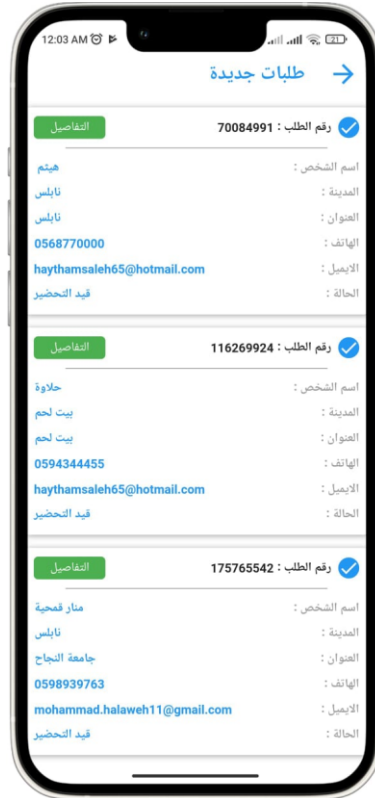 12:03 AM 21
طلبات جديدة
رقم الطلب : 70084991 التفاصيل
اسم الشخص : هيثم
المدينة : نابلس
العنوان : نابلس
الهاتف : 0568770000
الايميل : haythamsaleh65@hotmail.com
الحالة : قيد التحضير
رقم الطلب : 116269924 التفاصيل
اسم الشخص : حلاوة
المدينة : بيت لحم
العنوان : بيت لحم
الهاتف : 0594344455
الايميل : haythamsaleh65@hotmail.com
الحالة : قيد التحضير
رقم الطلب : 175765542 التفاصيل
اسم الشخص : منار قمحية
المدينة : نابلس
العنوان : جامعة النجاح
الهاتف : 0598939763
الايميل : mohammad.halaweh11@gmail.com
الحالة : قيد التحضير